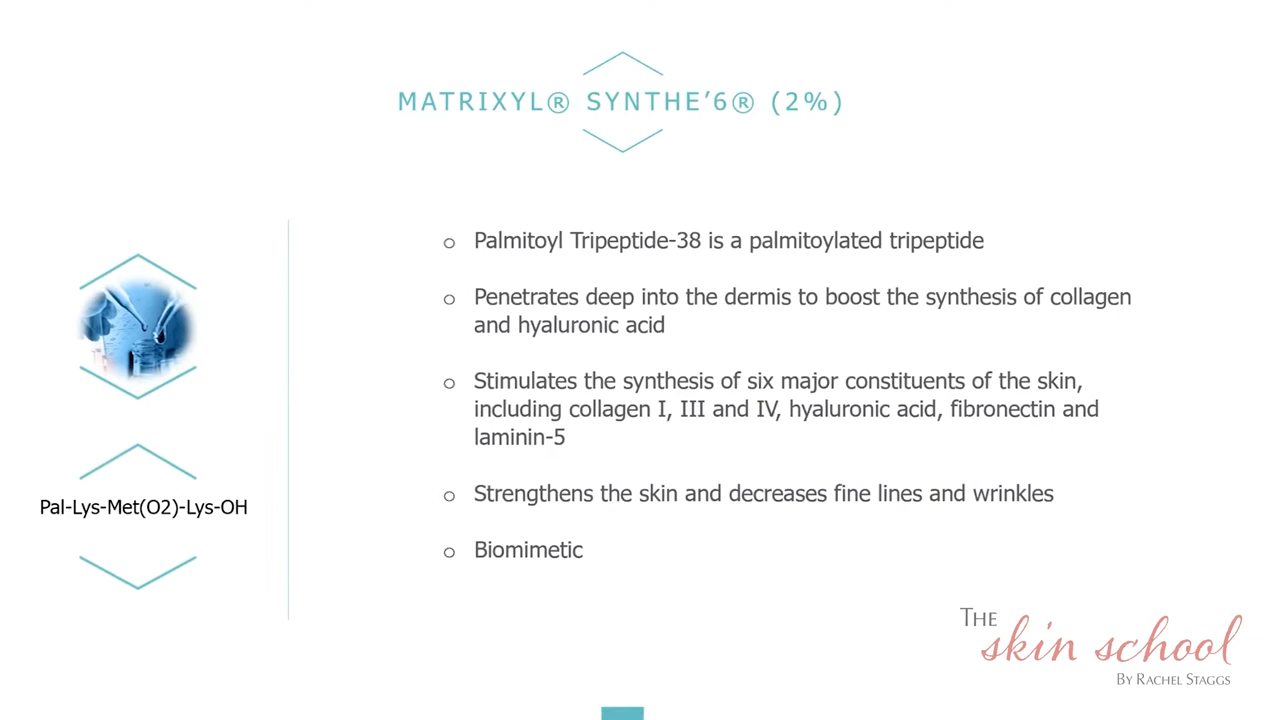 MATRIXYL® SYNTHE’6® (2%)
o Palmitoyl Tripeptide-38 is a palmitoylated tripeptide
o Penetrates deep into the dermis to boost the synthesis of collagen
and hyaluronic acid
o Stimulates the synthesis of six major constituents of the skin,
including collagen I, III and IV, hyaluronic acid, fibronectin and
laminin-5
o Strengthens the skin and decreases fine lines and wrinkles
o Biomimetic
Pal-Lys-Met(O2)-Lys-OH
THE
skin school
BY RACHEL STAGGS